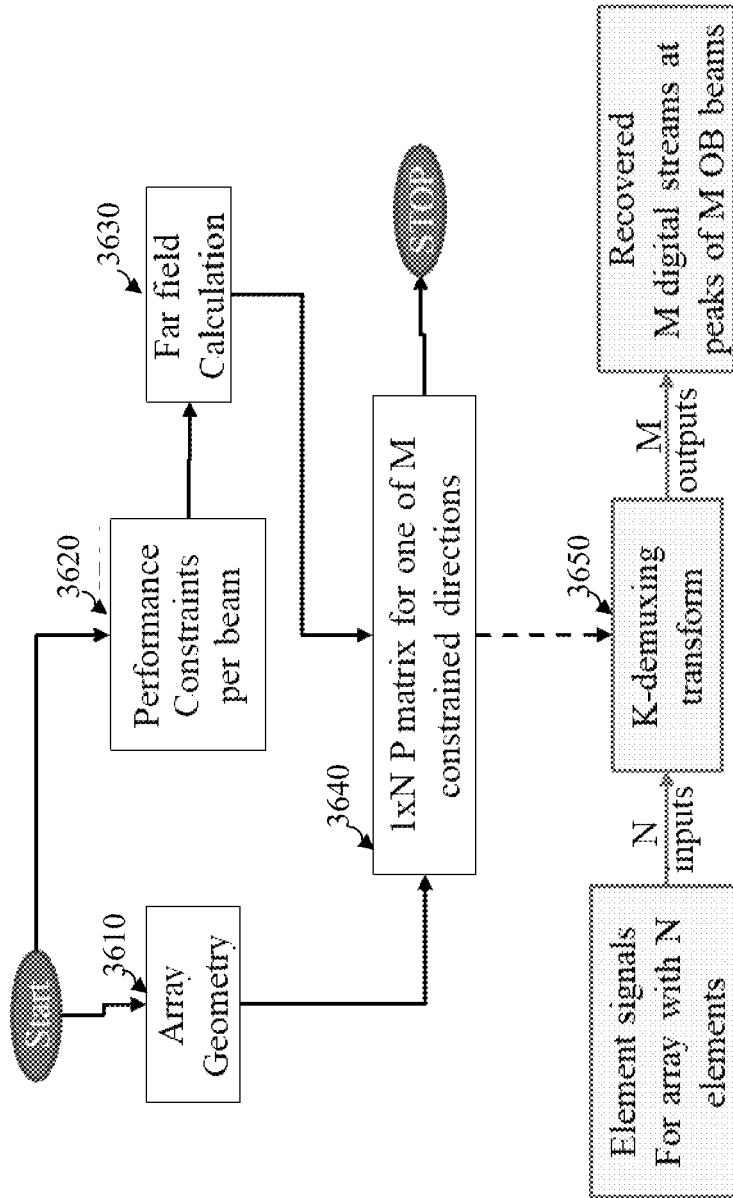 Start
3610
Array
Geometry
3620
Performance
Constraints
per beam
3630
Far field
Calculation
3640
1xN P matrix for one of M
constrained directions
STOP
Element signals
For array with N
elements
N
inputs
3650
K-demuxing
transform
M
outputs
Recovered
M digital streams at
peaks of M OB beams